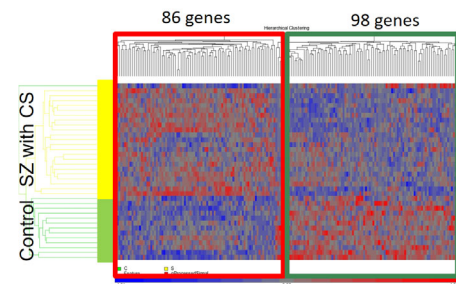 86 genes
98 genes
Hierarchical Clustering
SZ with CS
Control
C
S